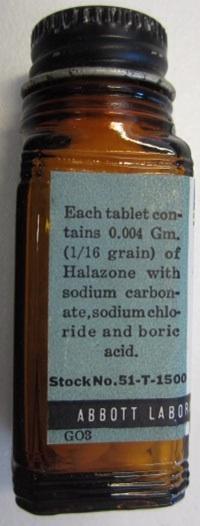 Each tablet con-
tains 0.004 Gm.
(1/16 grain) of
Halazone with
sodium carbon-
ate, sodium chlo-
ride and boric
acid.
Stock No. 51-T-1500
ABBOTT LABOR
GO3